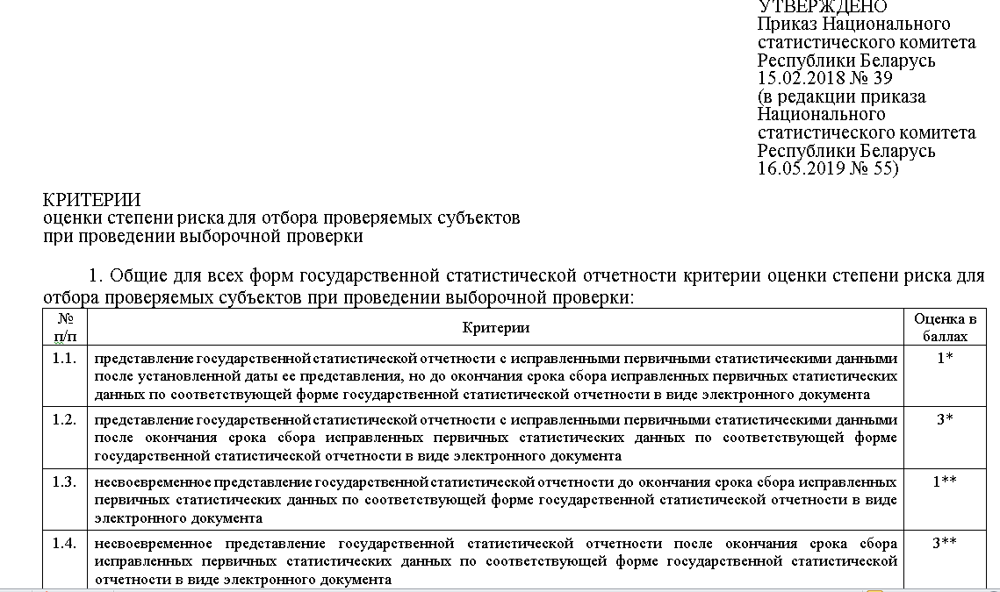 УТВЕРЖДЕНО
Приказ Национального
статистического комитета
Республики Беларусь
15.02.2018 № 39
(в редакции приказа
Национального
статистического комитета
Республики Беларусь
16.05.2019 № 55)
КРИТЕРИИ
оценки степени риска для отбора проверяемых субъектов
при проведении выборочной проверки
1. Общие для всех форм государственной статистической отчетности критерии оценки степени риска для
отбора проверяемых субъектов при проведении выборочной проверки:
№
п/п
Критерии
Оценка в
баллах
1.1.
представление государственной статистической отчетности с исправленными первичными статистическими данными
после установленной даты ее представления, но до окончания срока сбора исправленных первичных статистических
данных по соответствующей форме государственной статистической отчетности в виде электронного документа
1*
1.2.
представление государственной статистической отчетности с исправленными первичными статистическими данными
после окончания срока сбора исправленных первичных статистических данных по соответствующей форме
государственной статистической отчетности в виде электронного документа
3*
1.3.
несвоевременное представление государственной статистической отчетности до окончания срока сбора исправленных
первичных статистических данных по соответствующей форме государственной статистической отчетности в виде
электронного документа
1**
1.4.
несвоевременное представление государственной статистической отчетности после окончания срока сбора
исправленных первичных статистических данных по соответствующей форме государственной статистической
отчетности в виде электронного документа
3**